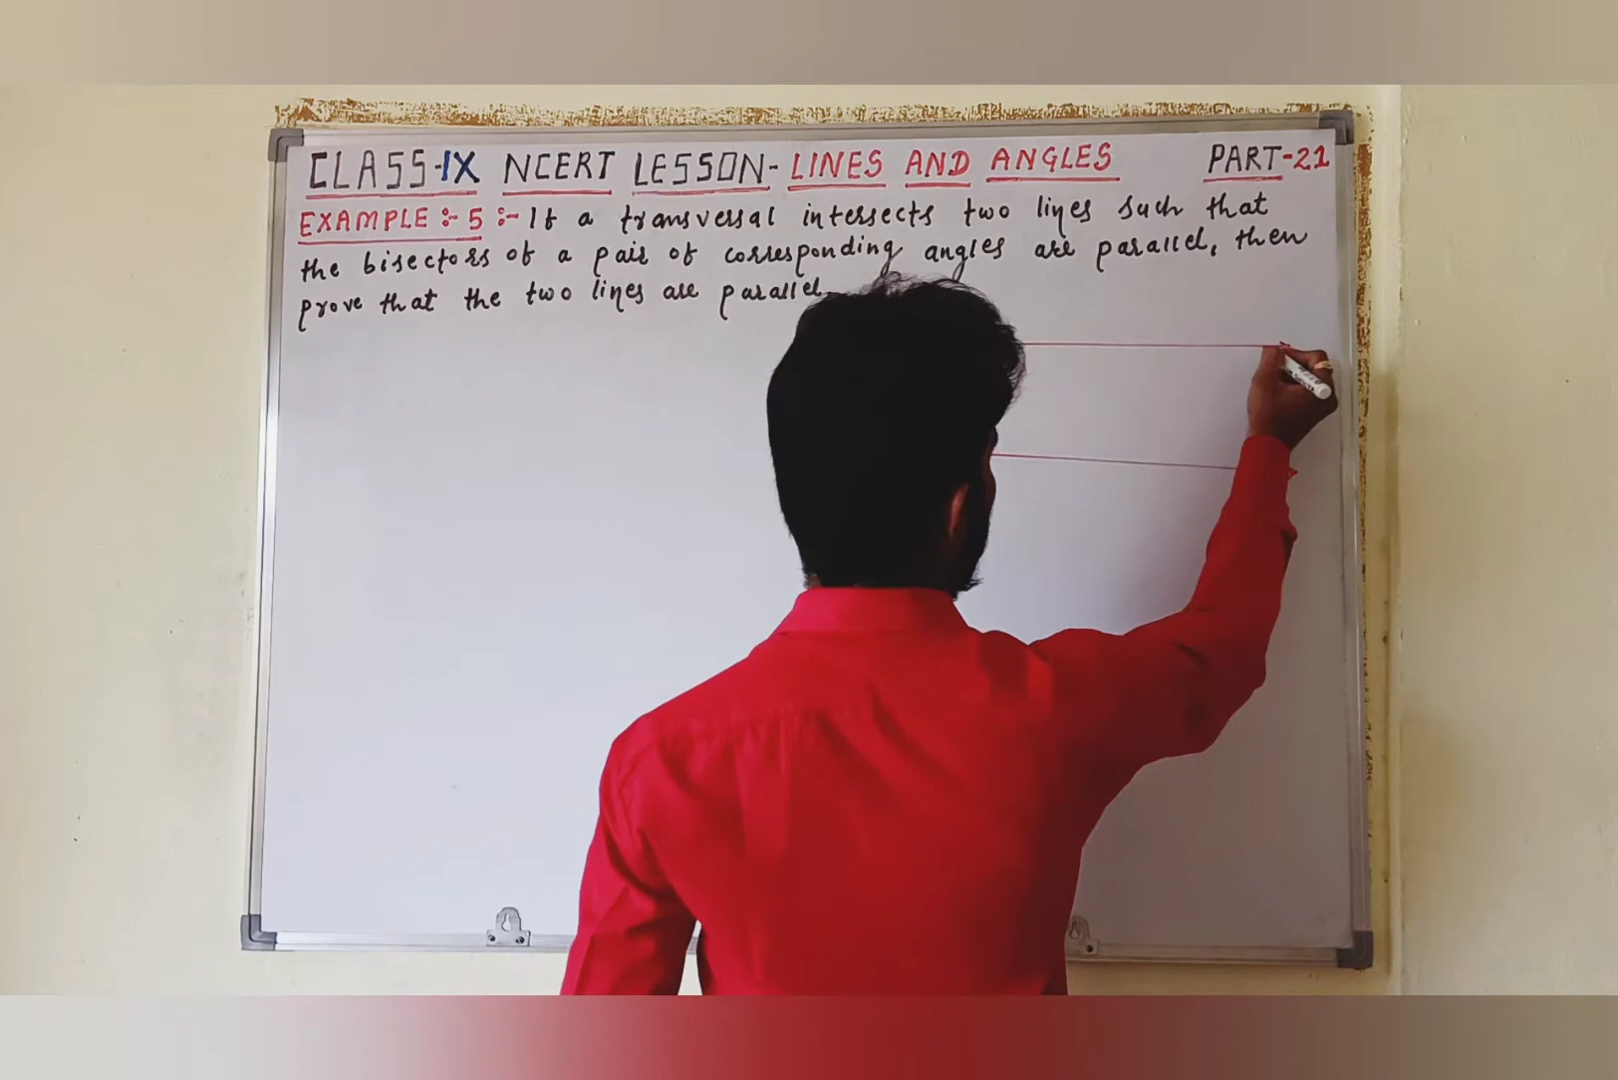 CLASS-IX NCERT LESSON- LINES AND ANGLES PART-21
EXAMPLE :- 5 :- If a transversal intersects two lines such that
the bisectors of a pair of corresponding angles are parallel, then
prove that the two lines are parallel.